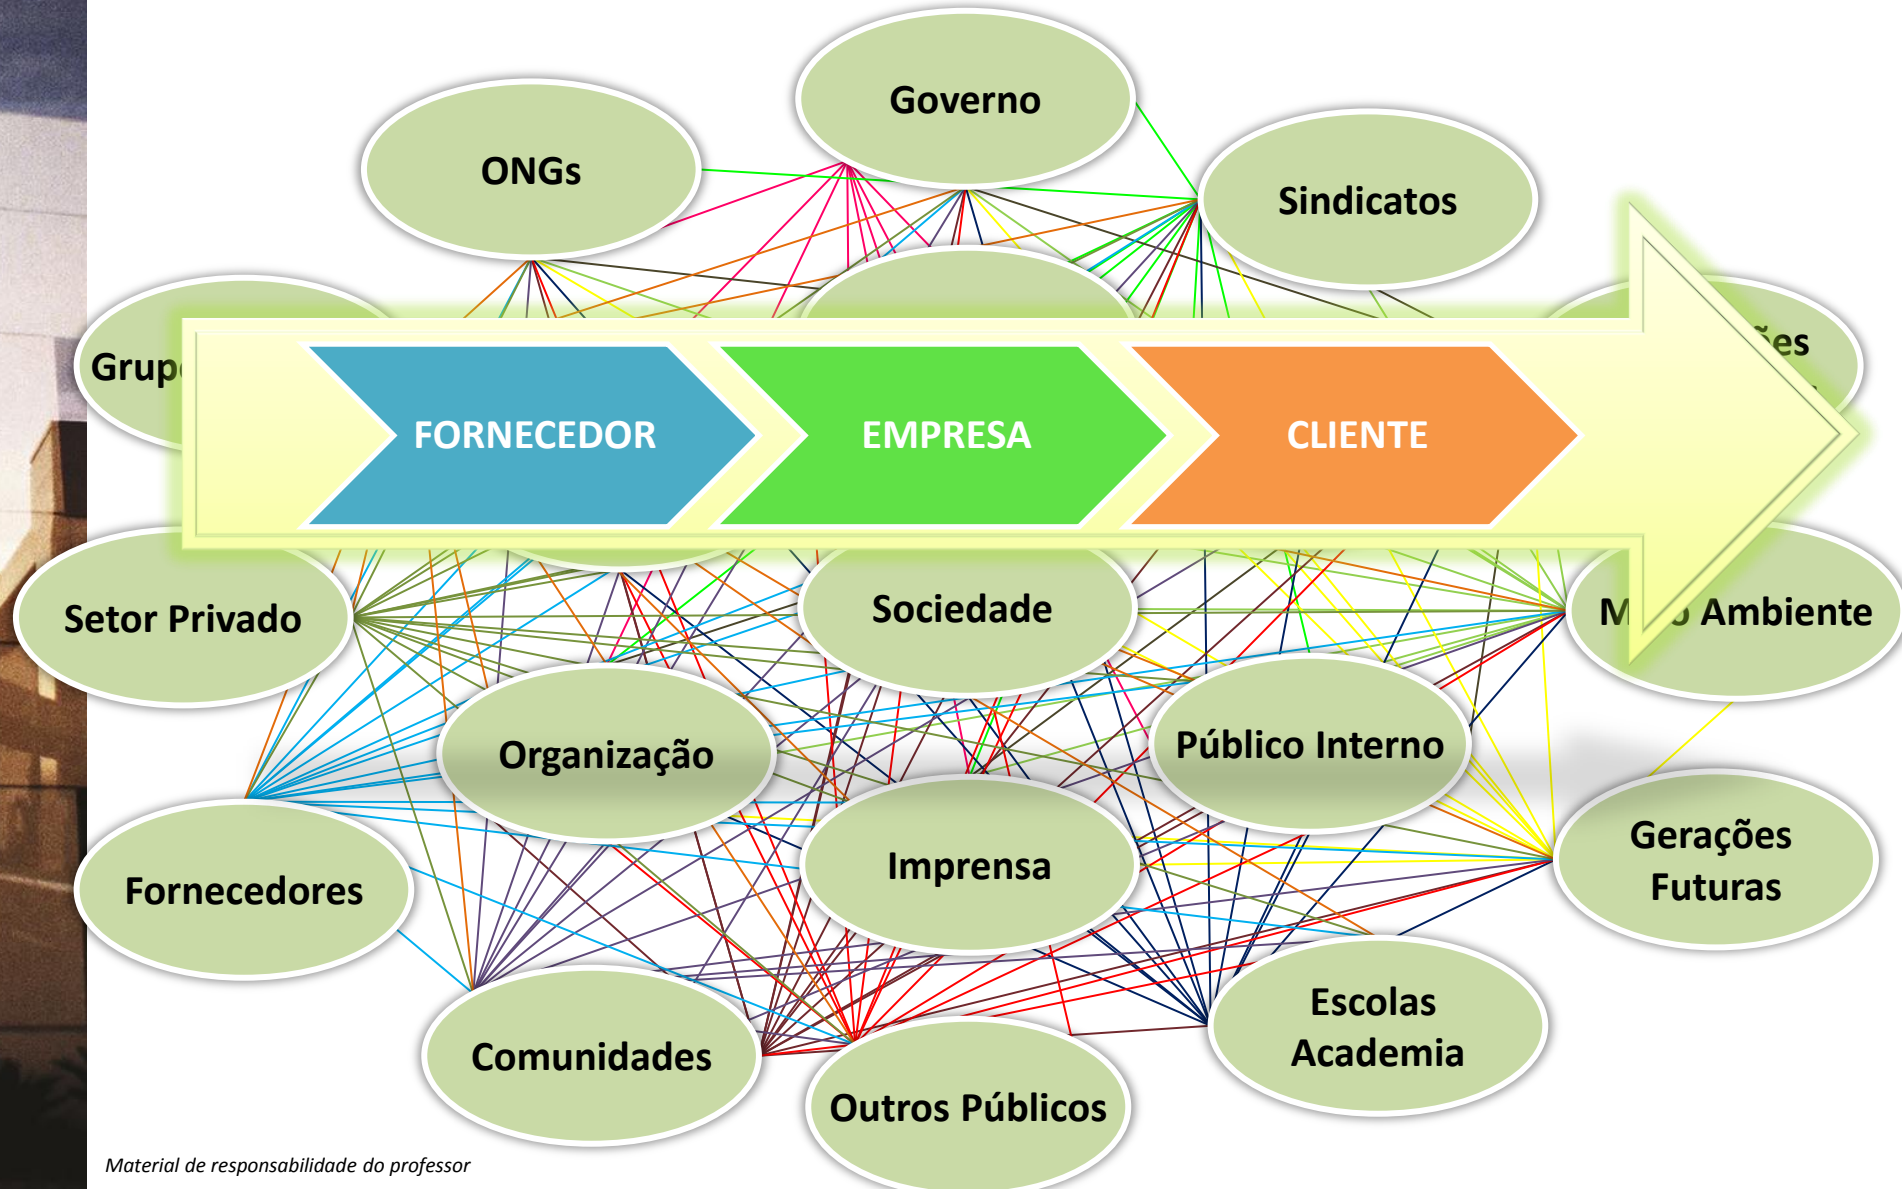 Governo
ONGs
Sindicatos
FORNECEDOR
EMPRESA
CLIENTE
Setor Privado
Sociedade
Ambiente
Organização
Público Interno
Fornecedores
Imprensa
Gerações
Futuras
Comunidades
Escolas
Academia
Outros Públicos
Material de responsabilidade do professor